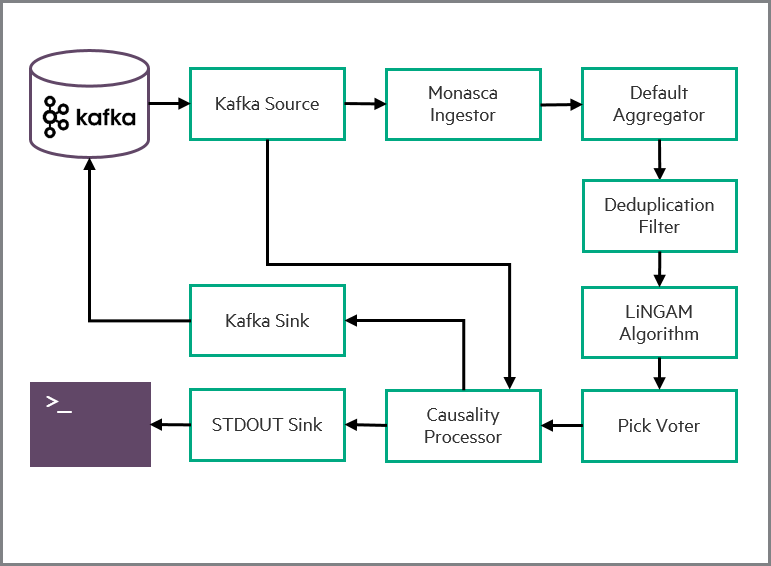 kafka
Kafka Source
Monasca
Ingestor
Default
Aggregator
Deduplication
Filter
Kafka Sink
LiNGAM
Algorithm
>_
STDOUT Sink
Causality
Processor
Pick Voter